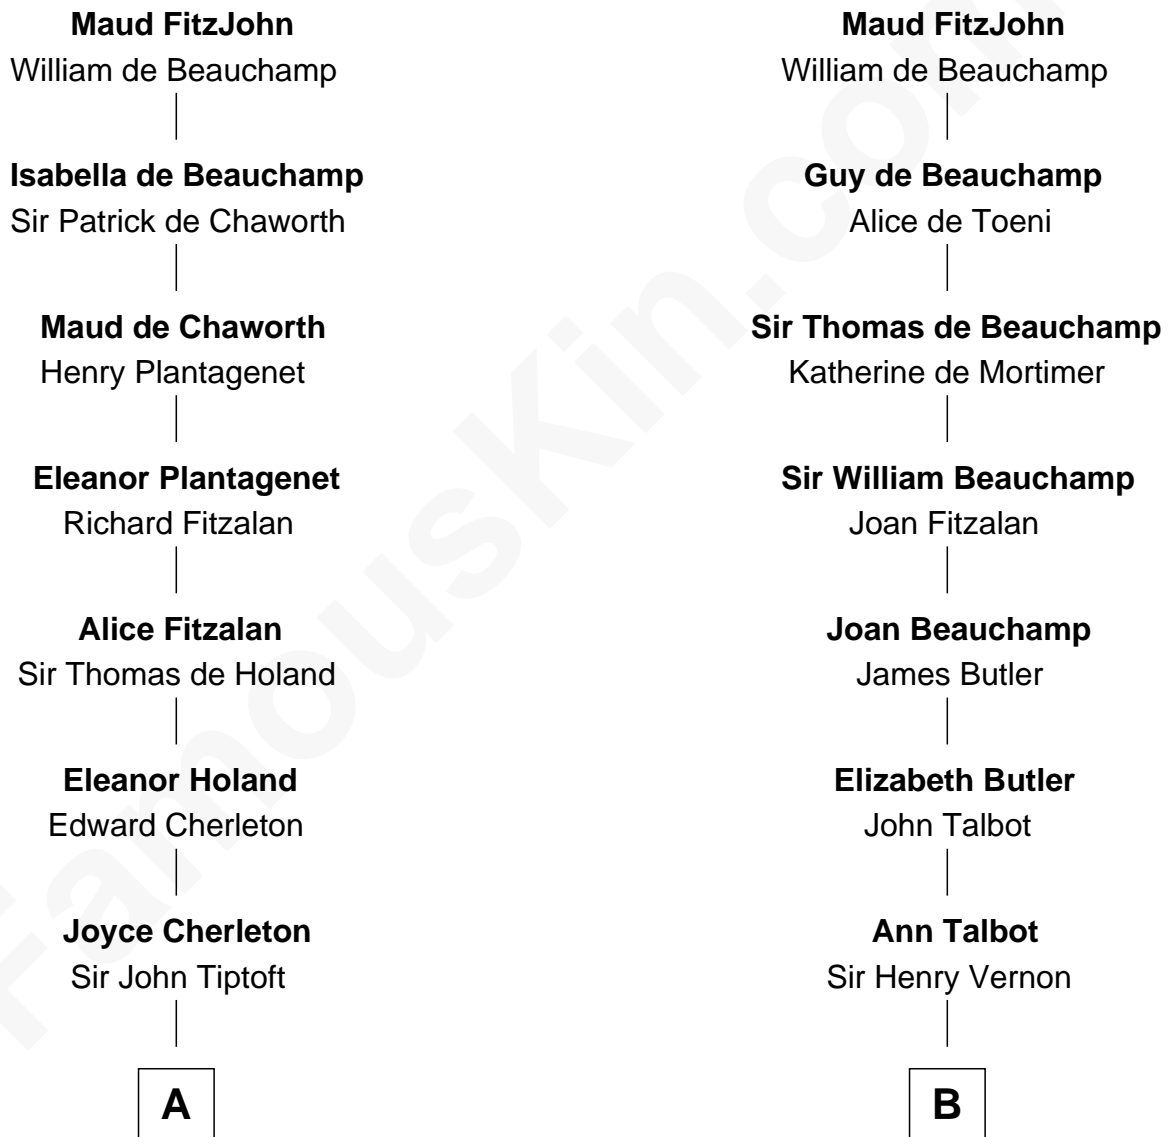 Maud FitzJohn
William de Beauchamp
Isabella de Beauchamp
Sir Patrick de Chaworth
Maud de Chaworth
Henry Plantagenet
Eleanor Plantagenet
Richard Fitzalan
Alice Fitzalan
Sir Thomas de Holand
Eleanor Holand
Edward Cherleton
Joyce Cherleton
Sir John Tiptoft
A
Maud FitzJohn
William de Beauchamp
Guy de Beauchamp
Alice de Toeni
Sir Thomas de Beauchamp
Katherine de Mortimer
Sir William Beauchamp
Joan Fitzalan
Joan Beauchamp
James Butler
Elizabeth Butler
John Talbot
Ann Talbot
Sir Henry Vernon
B
FamousKin.com